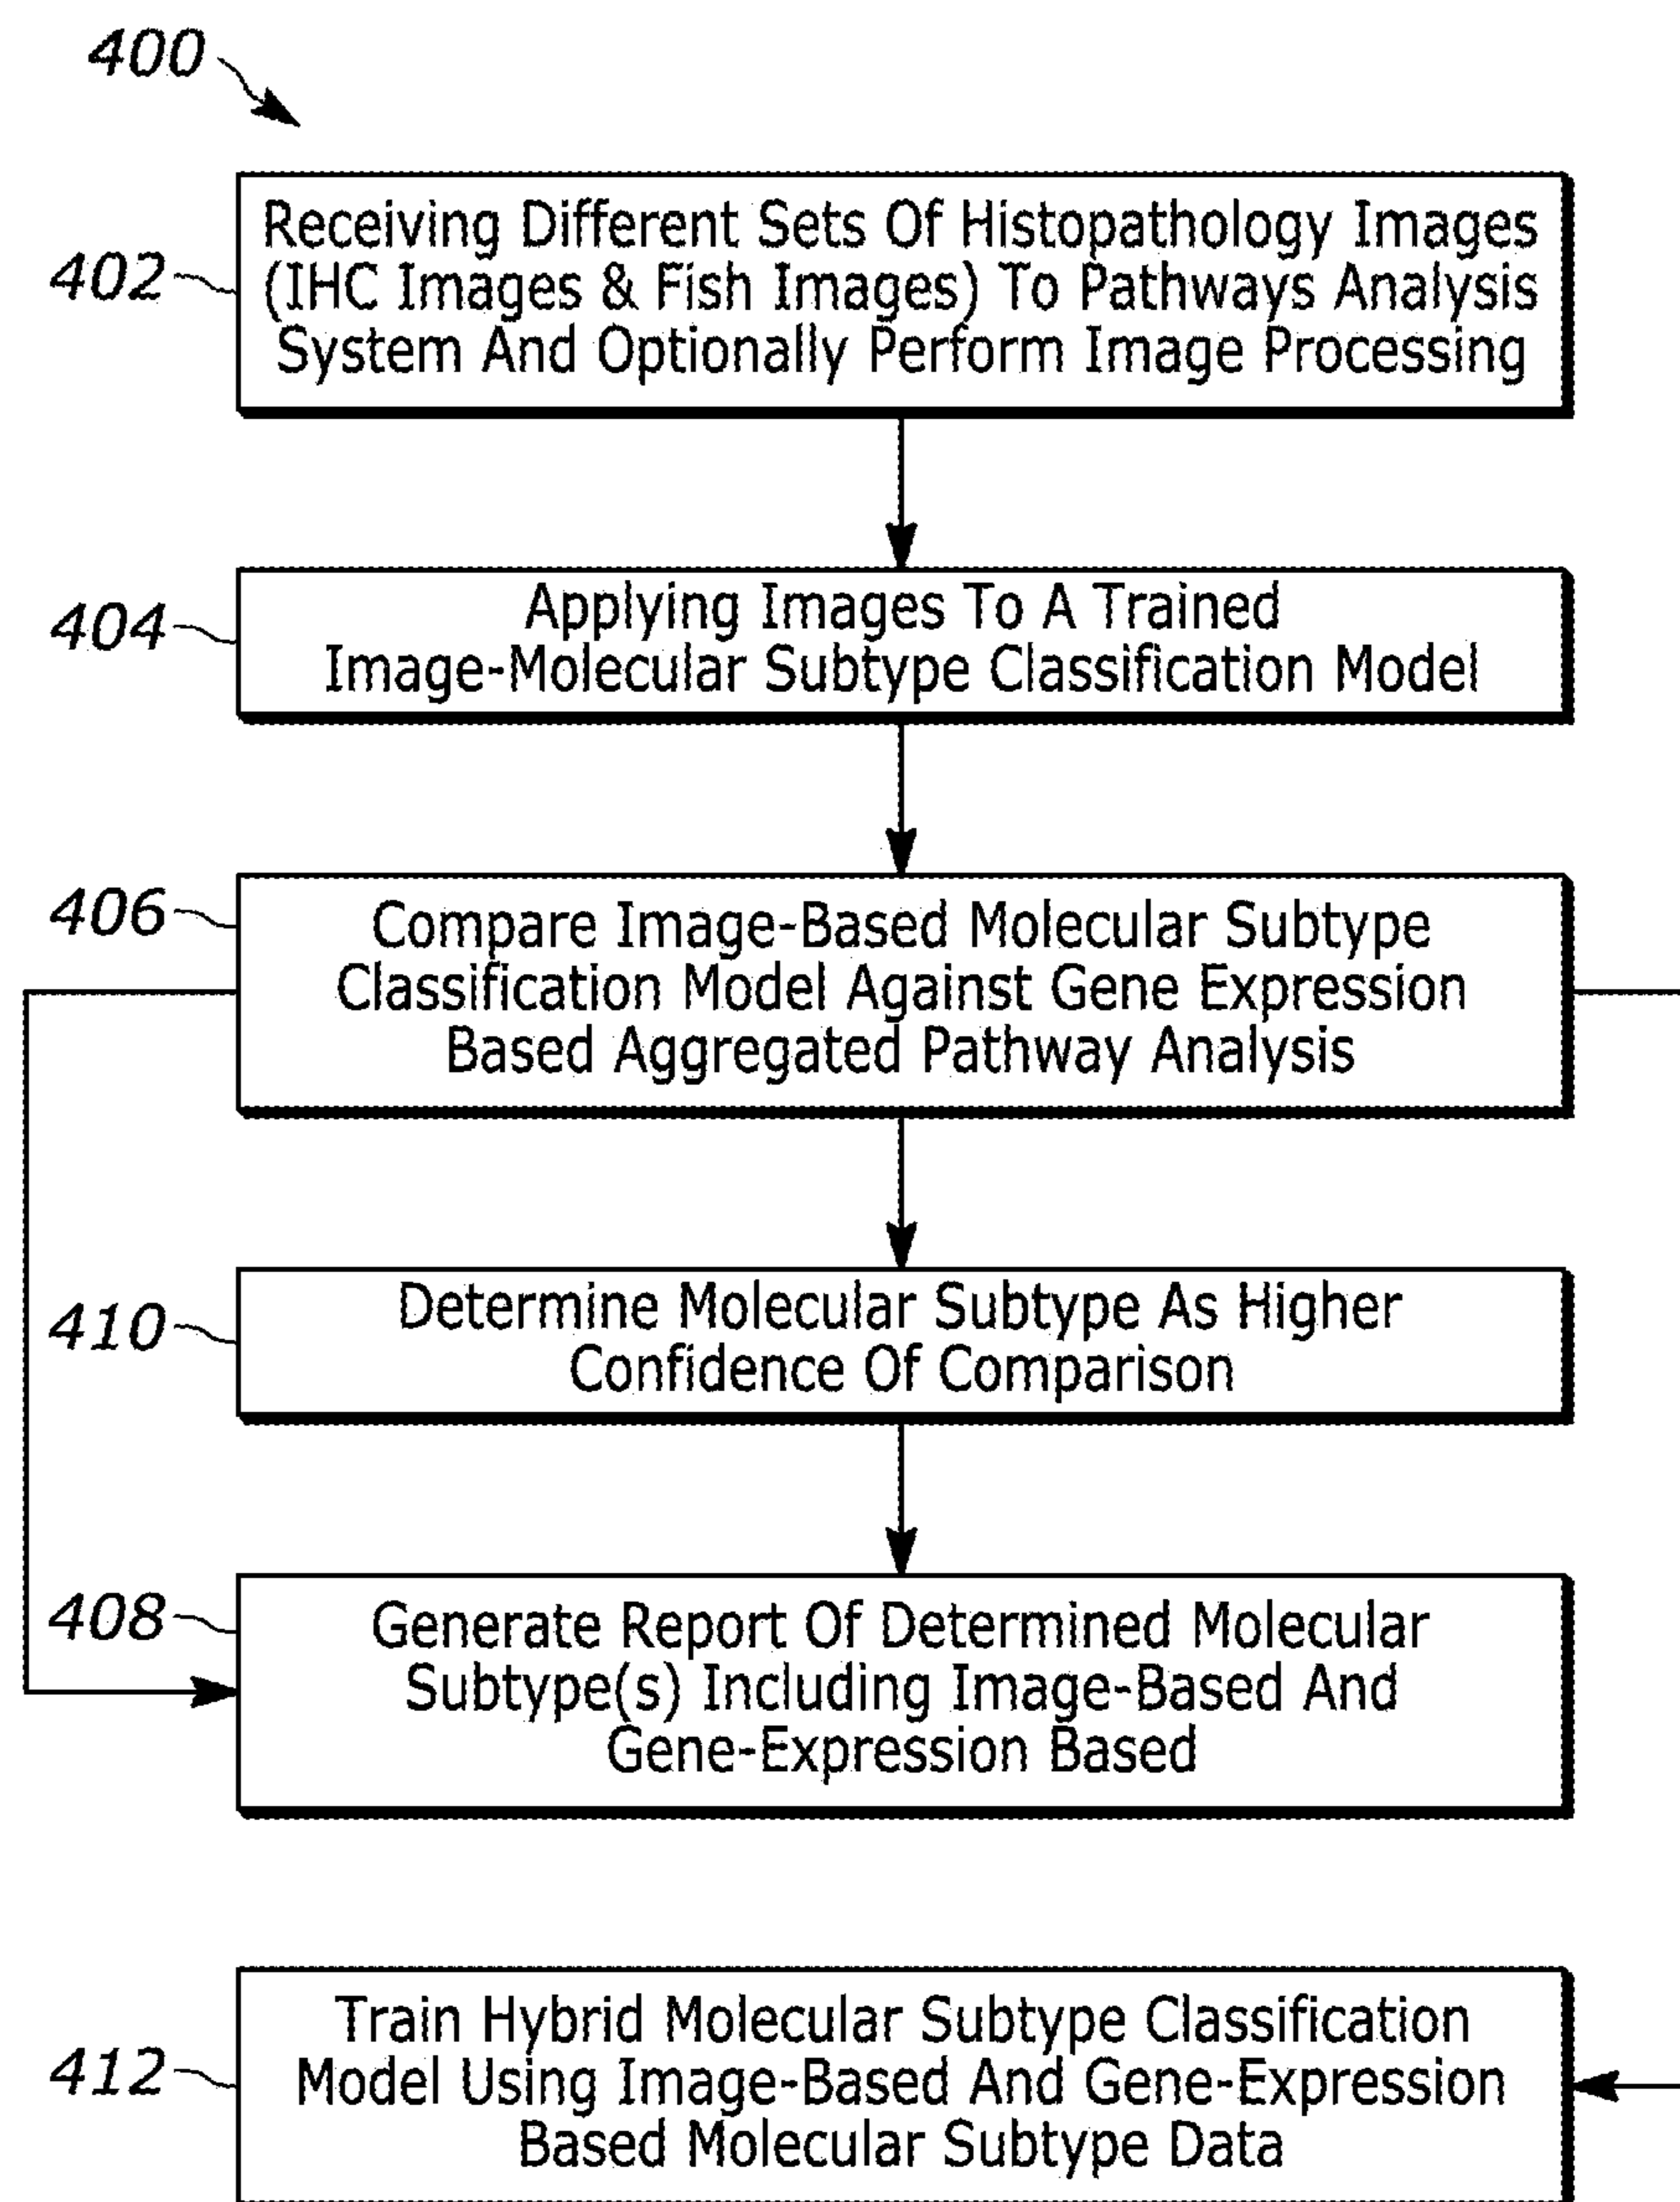 400
402
Receiving Different Sets Of Histopathology Images
(IHC Images & Fish Images) To Pathways Analysis
System And Optionally Perform Image Processing
404
Applying Images To A Trained
Image-Molecular Subtype Classification Model
406
Compare Image-Based Molecular Subtype
Classification Model Against Gene Expression
Based Aggregated Pathway Analysis
410
Determine Molecular Subtype As Higher
Confidence Of Comparison
408
Generate Report Of Determined Molecular
Subtype(s) Including Image-Based And
Gene-Expression Based
412
Train Hybrid Molecular Subtype Classification
Model Using Image-Based And Gene-Expression
Based Molecular Subtype Data